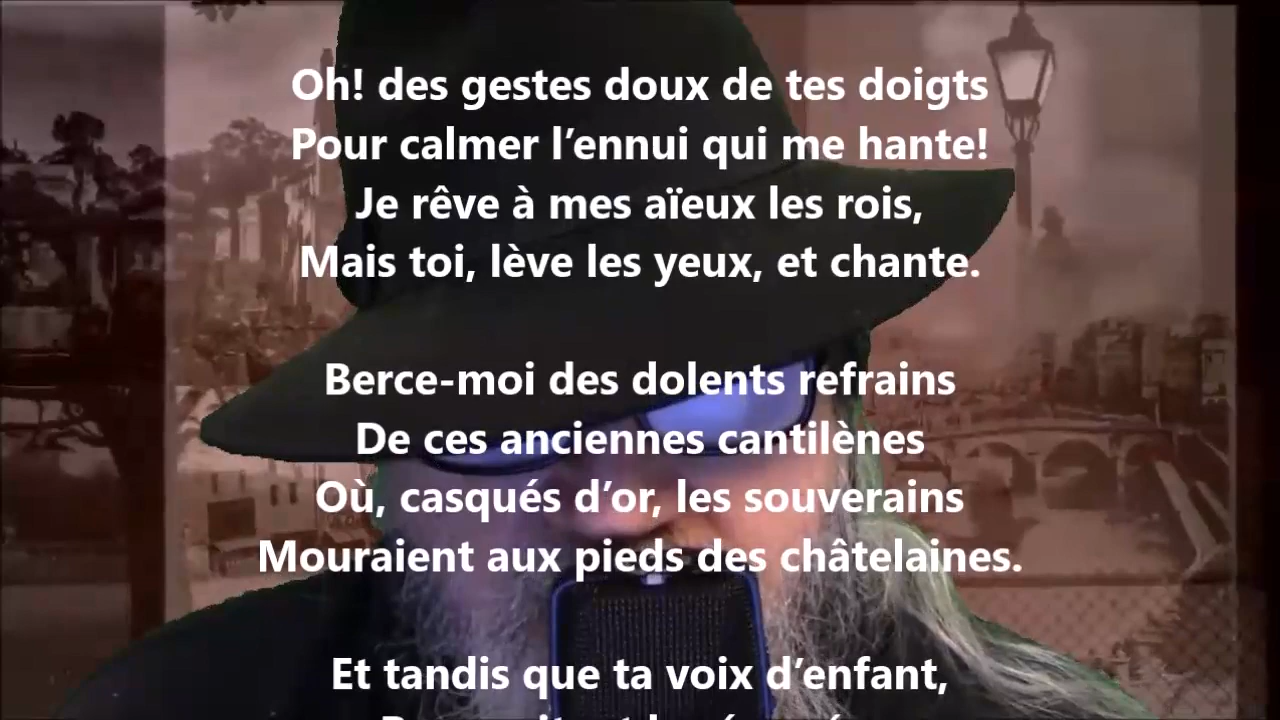 Oh! des gestes doux de tes doigts
Pour calmer l’ennui qui me hante!
Je rêve à mes aïeux les rois,
Mais toi, lève les yeux, et chante.
Berce-moi des dolents refrains
De ces anciennes cantilènes
Où, casqués d’or, les souverains
Mouraient aux pieds des châtelaines.
Et tandis que ta voix d’enfant,